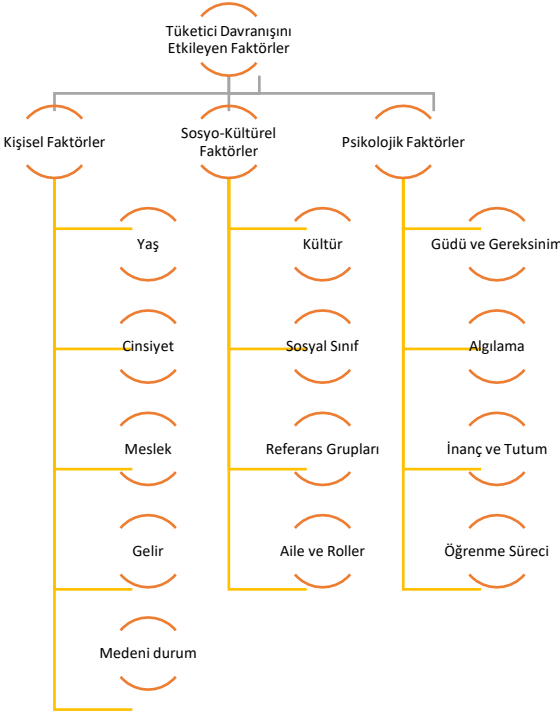 Tüketici Davranışını
Etkileyen Faktörler
Kişisel Faktörler
Sosyo-Kültürel
Faktörler
Psikolojik Faktörler
Yaş
Kültür
Güdü ve Gereksinim
Cinsiyet
Sosyal Sınıf
Algılama
Meslek
Referans Grupları
İnanç ve Tutum
Gelir
Aile ve Roller
Öğrenme Süreci
Medeni durum